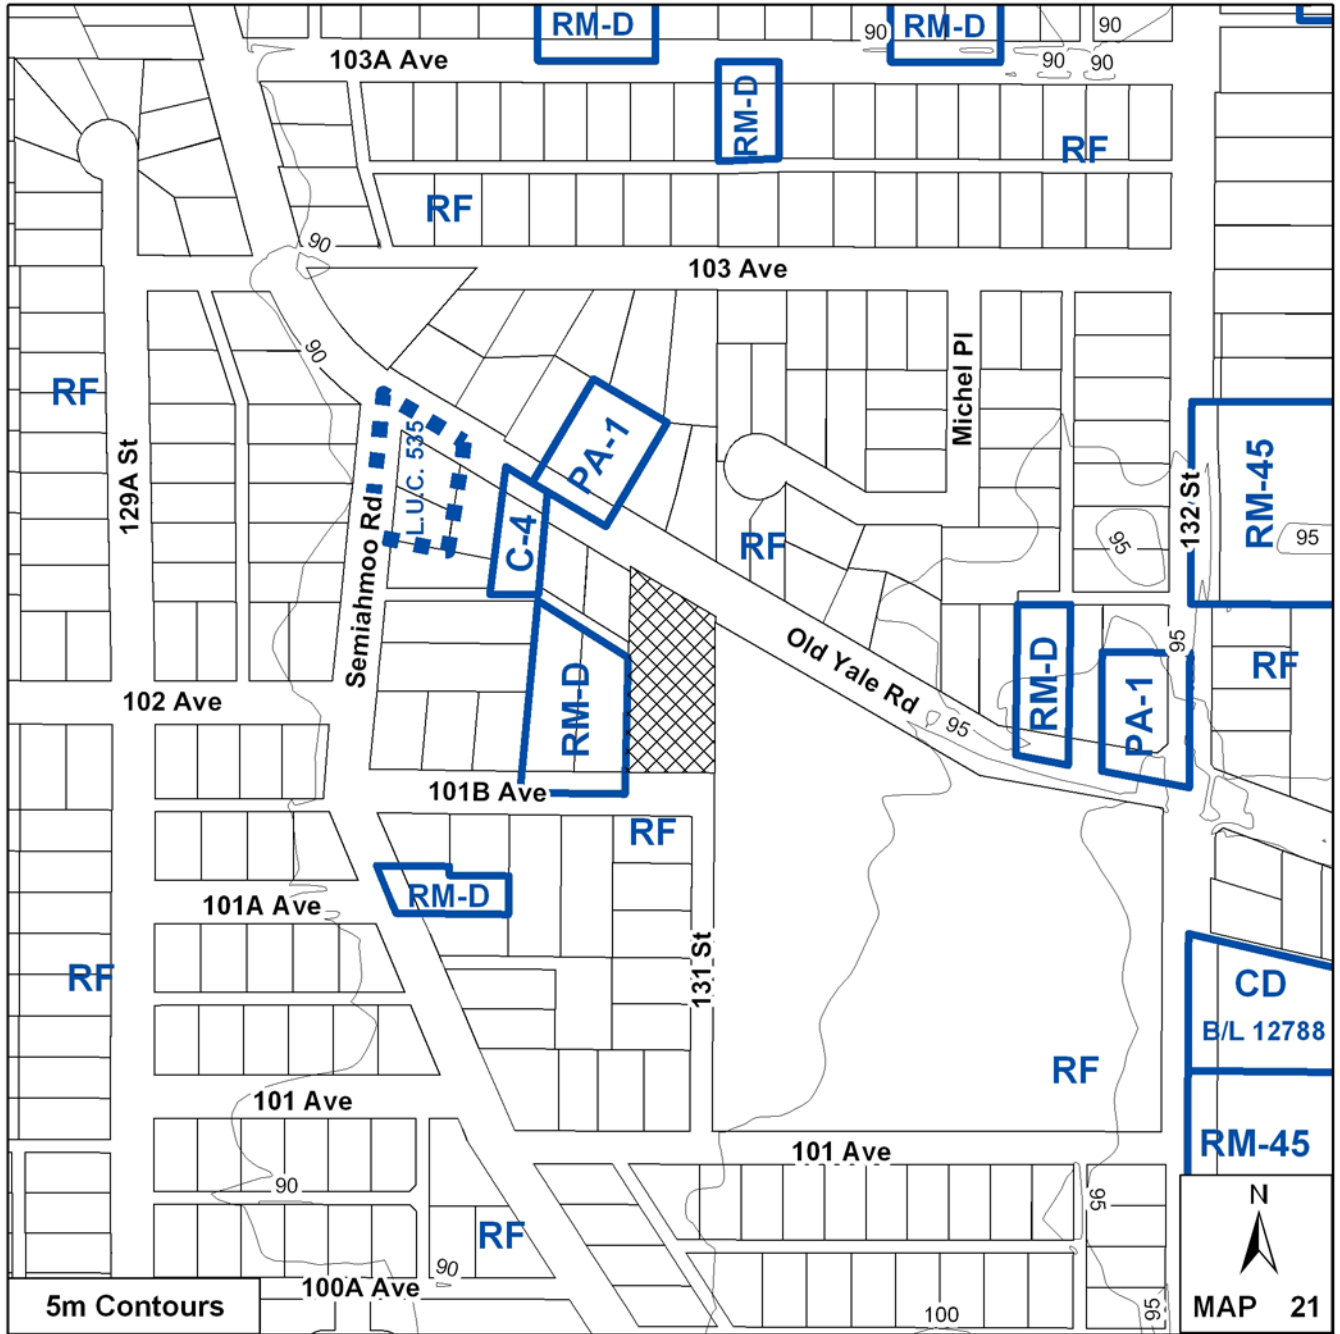 RM-D
RM-D
90
90
103A Ave
90
90
RM-D
RF
RF
90
103 Ave
90
Michel Pl
RF
129A St
L.U.C. 535
PA-1
RM-45
132 St
95
95
Semiahmoo Rd
C-4
RF
Old Yale Rd
95
RM-D
RF
102 Ave
RM-D
95
PA-1
101B Ave
RF
RM-D
101A Ave
131 St
RF
CD
B/L 12788
RF
101 Ave
101 Ave
RM-45
90
95
RF
90
100A Ave
N
5m Contours
100
95
MAP 21